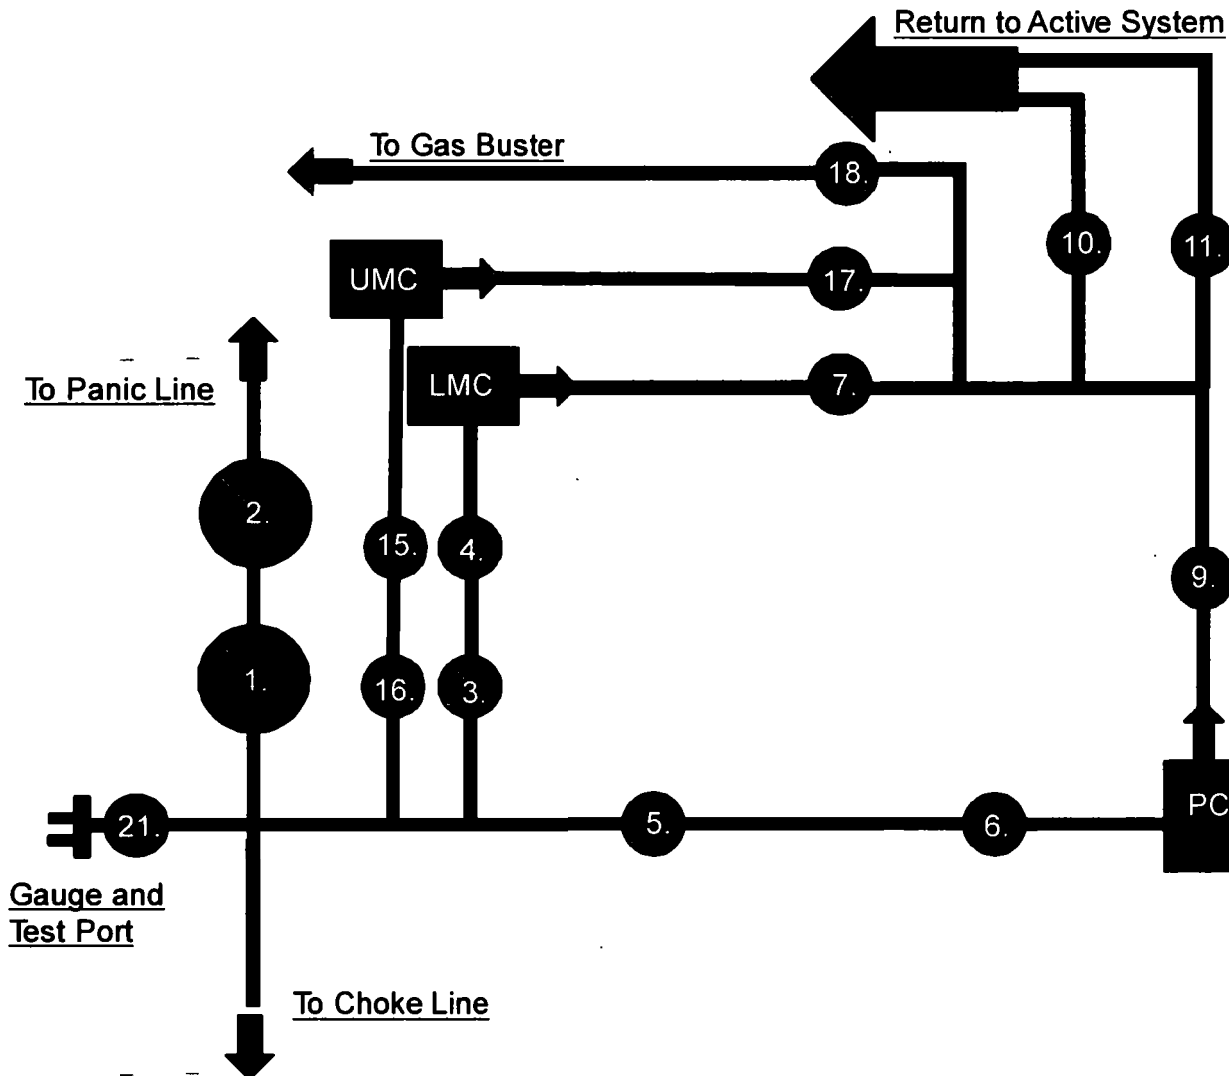 Return to Active System
To Gas Buster
18.
UMC
17.
10.
11.
To Panic Line
LMC
7.
2.
15.
4.
9.
1.
16.
3.
PC
21.
5.
6.
Gauge and
Test Port
To Choke Line